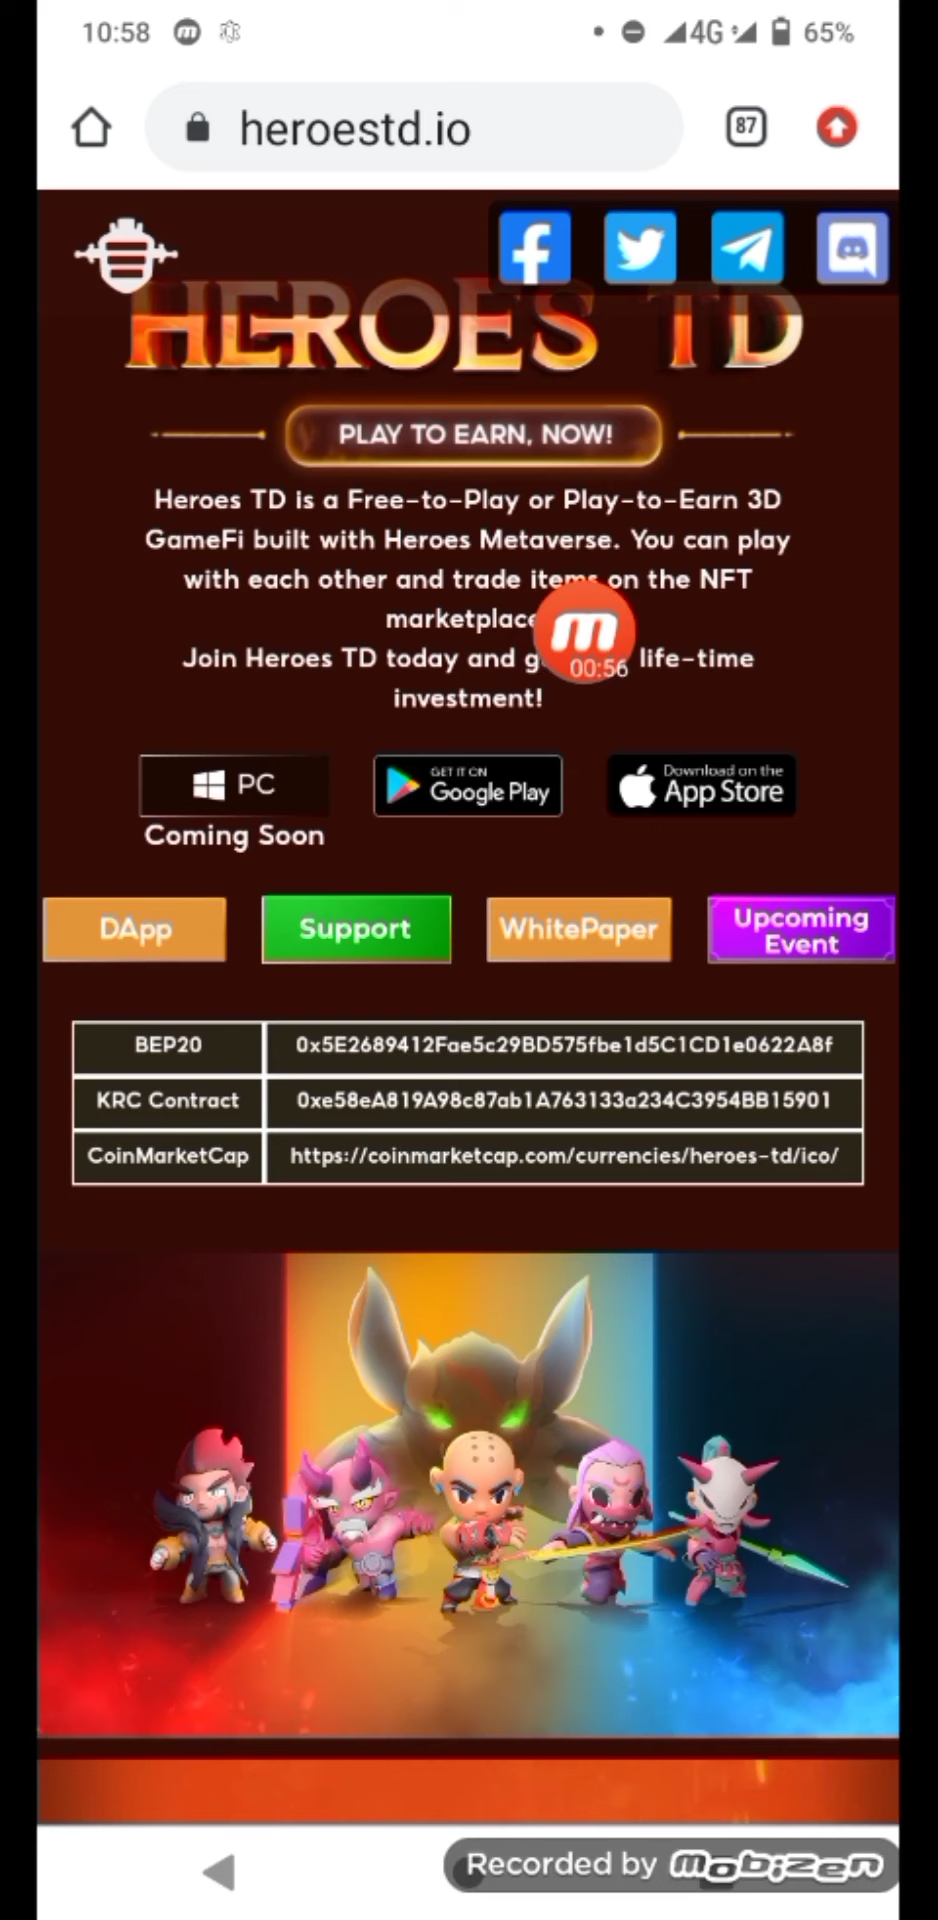 10:58
4G
65%
heroestd.io
87
HEROES TD
PLAY TO EARN, NOW!
Heroes TD is a Free-to-Play or Play-to-Earn 3D
GameFi built with Heroes Metaverse. You can play
with each other and trade items on the NFT
marketplace
m
00:56
Join Heroes TD today and life-time
investment!
PC
GET IT ON
Google Play
Download on the
App Store
Coming Soon
DApp
Support
WhitePaper
Upcoming
Event
BEP20 0x5E2689412Fae5c29BD575fbe1d5C1CD1e0622A8f
KRC Contract 0xe58eA819A98c87ab1A763133a234C3954BB15901
CoinMarketCap https://coinmarketcap.com/currencies/heroes-td/ico/
Recorded by mobizen